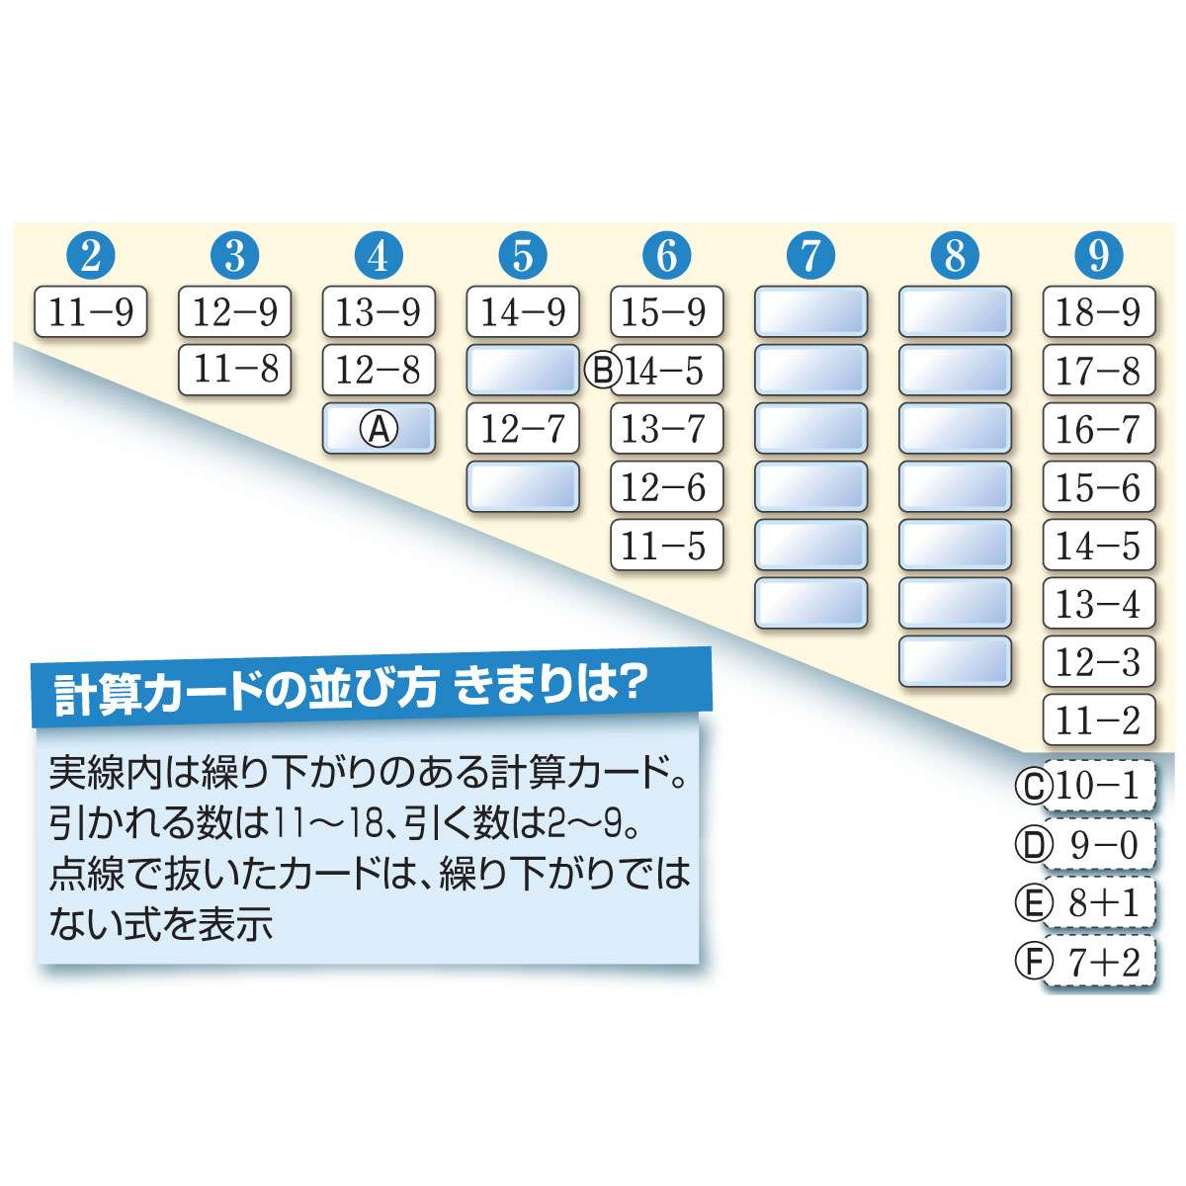 2 3 4 5 6 7 8 9
11−9 12−9 13−9 14−9 15−9 18−9
11−8 12−8 Ⓑ14−5 17−8
Ⓐ 12−7 13−7 16−7
12−6 15−6
11−5 14−5
13−4
12−3
11−2
Ⓒ10−1
Ⓓ 9−0
Ⓔ 8+1
Ⓕ 7+2
計算カードの並び方 きまりは?
実線内は繰り下がりのある計算カード。
引かれる数は11〜18、引く数は2〜9。
点線で抜いたカードは、繰り下がりでは
ない式を表示